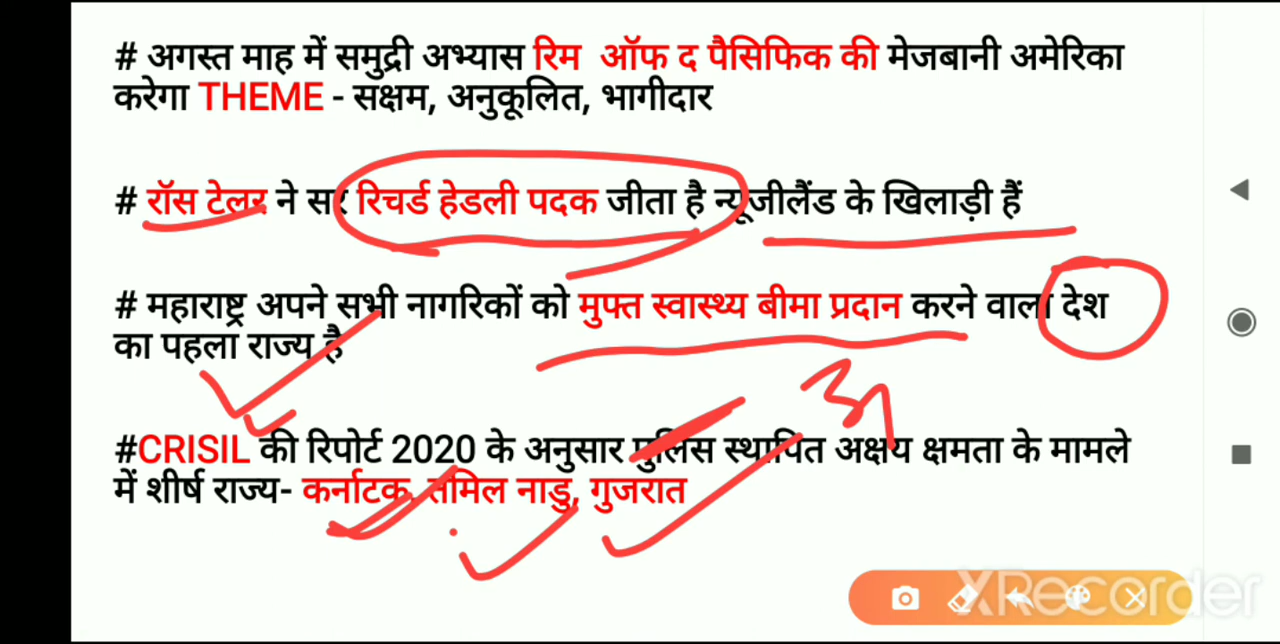 # अगस्त माह में समुद्री अभ्यास रिम ऑफ द पैसिफिक की मेजबानी अमेरिका
करेगा THEME - सक्षम, अनुकूलित, भागीदार
# रॉस टेलर ने सर रिचर्ड हेडली पदक जीता है न्यूजीलैंड के खिलाड़ी हैं
# महाराष्ट्र अपने सभी नागरिकों को मुफ्त स्वास्थ्य बीमा प्रदान करने वाला देश
का पहला राज्य है
#CRISIL की रिपोर्ट 2020 के अनुसार पुलिस स्थापित अक्षय क्षमता के मामले
में शीर्ष राज्य- कर्नाटक, तमिल नाडु, गुजरात
XRecorder